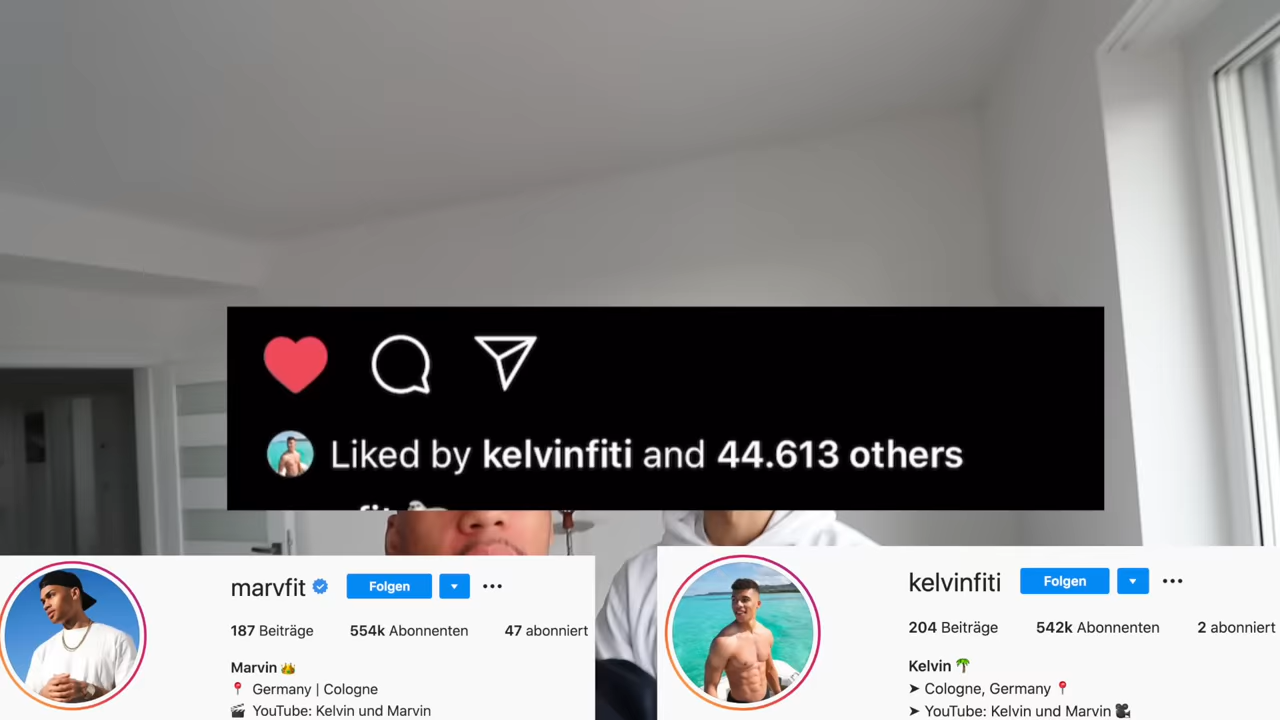 Liked by kelvinfiti and 44.613 others
marvfit Folgen
187 Beiträge 554k Abonnenten 47 abonniert
Marvin 👑
📍 Germany | Cologne
🎬 YouTube: Kelvin und Marvin
kelvinfiti Folgen
204 Beiträge 542k Abonnenten 2 abonniert
Kelvin 🌴
➤ Cologne, Germany 📍
➤ YouTube: Kelvin und Marvin 🎥